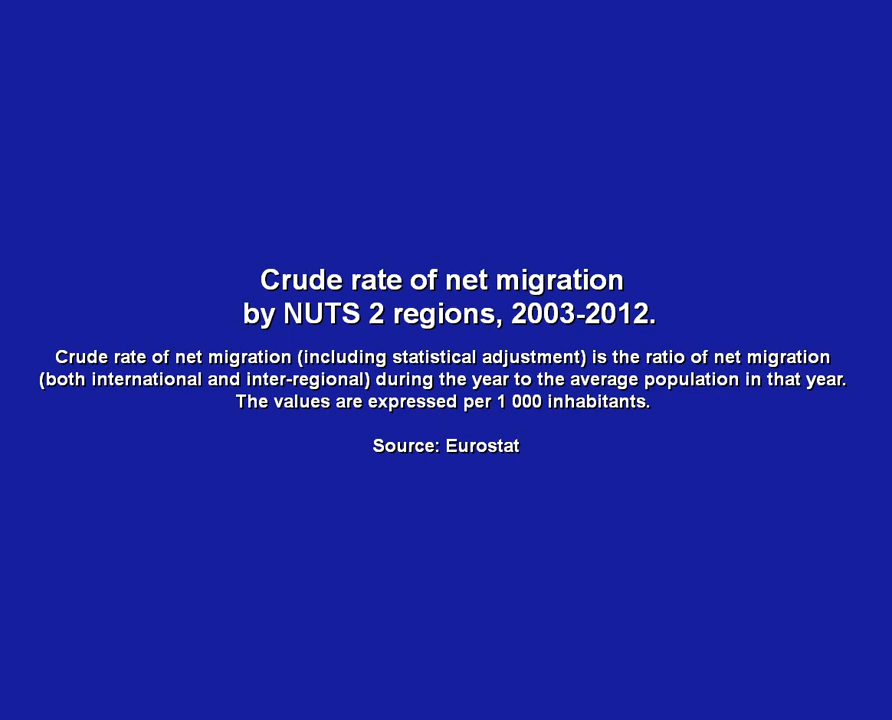 Crude rate of net migration
by NUTS 2 regions, 2003-2012.
Crude rate of net migration (including statistical adjustment) is the ratio of net migration
(both international and inter-regional) during the year to the average population in that year.
The values are expressed per 1 000 inhabitants.
Source: Eurostat